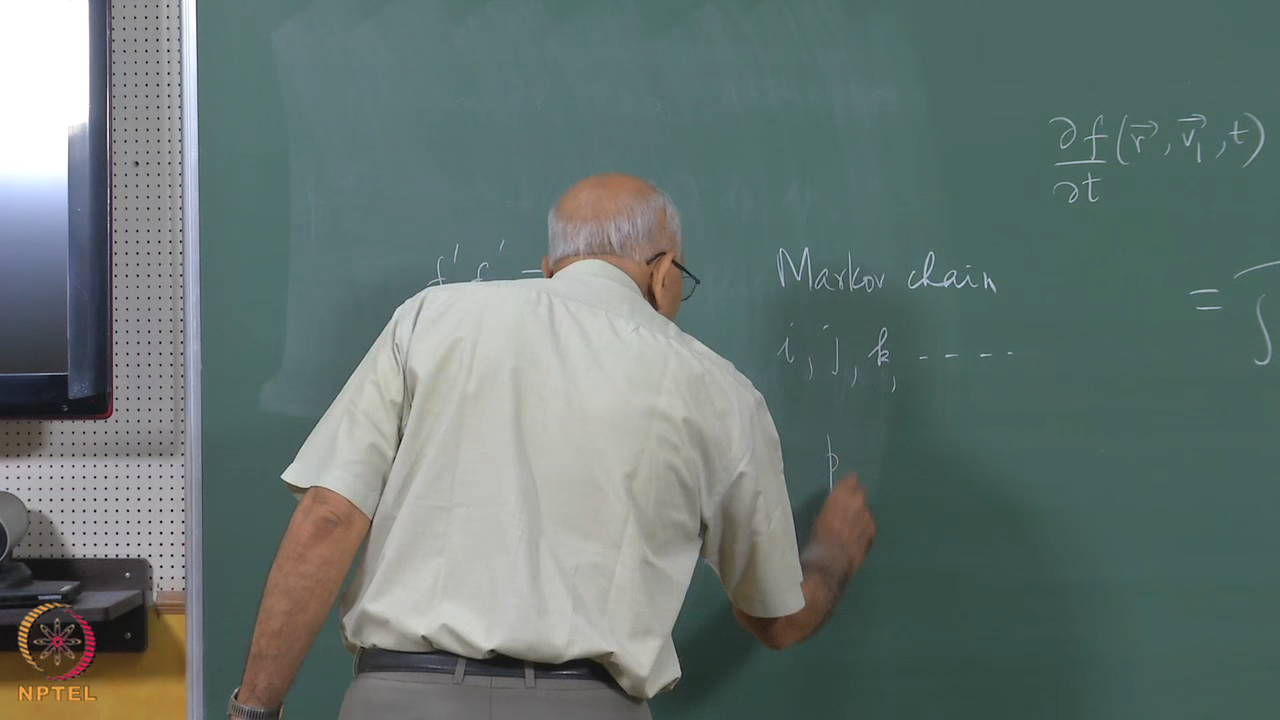 f' f' =
Markov chain
i, j, k, ----
p
∂f/∂t (r⃗, v⃗₁, t)
= ∫
NPTEL